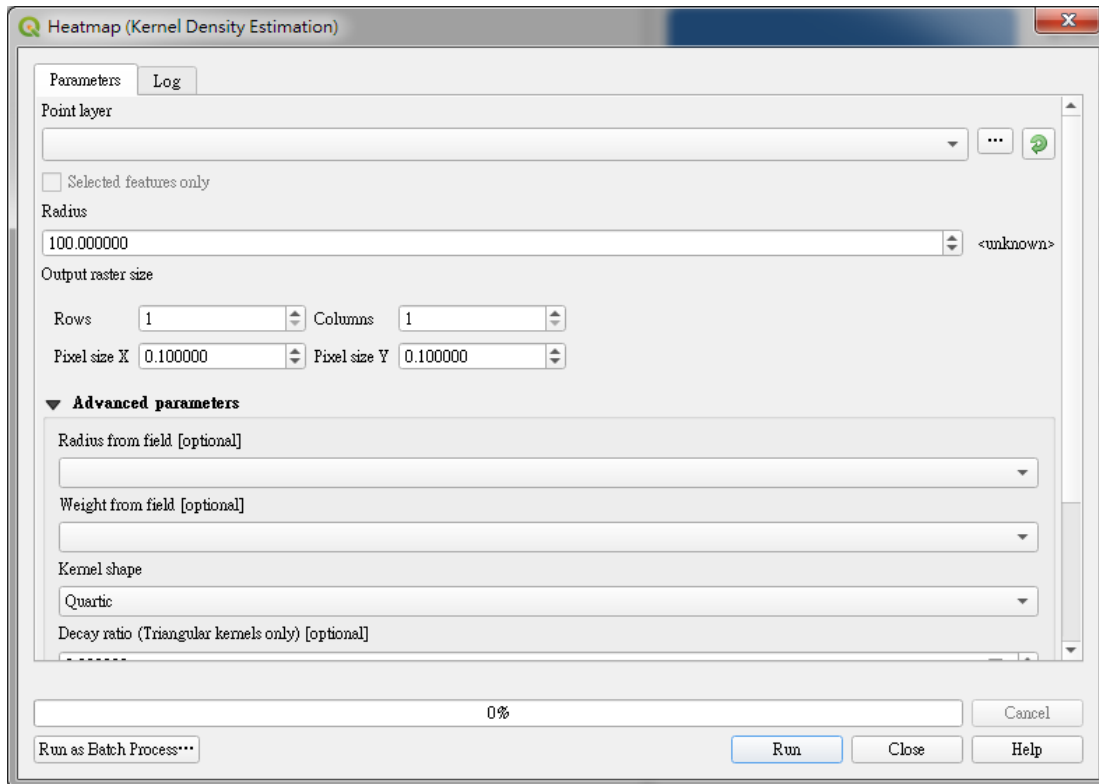 Heatmap (Kernel Density Estimation)
Parameters Log
Point layer
Selected features only
Radius
100.000000 <unknown>
Output raster size
Rows 1 Columns 1
Pixel size X 0.100000 Pixel size Y 0.100000
Advanced parameters
Radius from field [optional]
Weight from field [optional]
Kernel shape
Quartic
Decay ratio (Triangular kernels only) [optional]
0%
Cancel
Run as Batch Process… Run Close Help